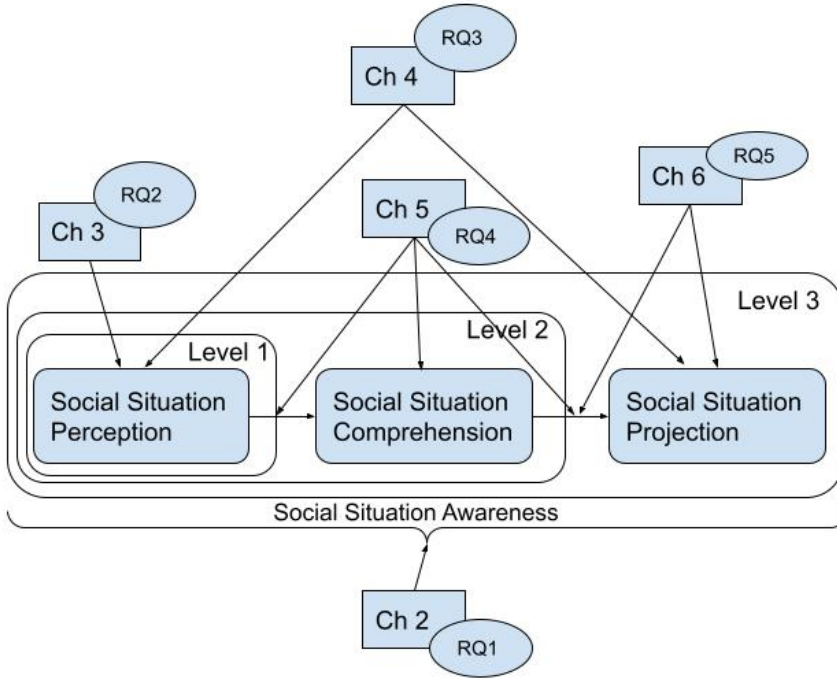 RQ3
Ch 4
RQ2
Ch 3
Ch 5
RQ4
RQ5
Ch 6
Level 3
Level 2
Level 1
Social Situation
Perception
Social Situation
Comprehension
Social Situation
Projection
Social Situation Awareness
Ch 2
RQ1